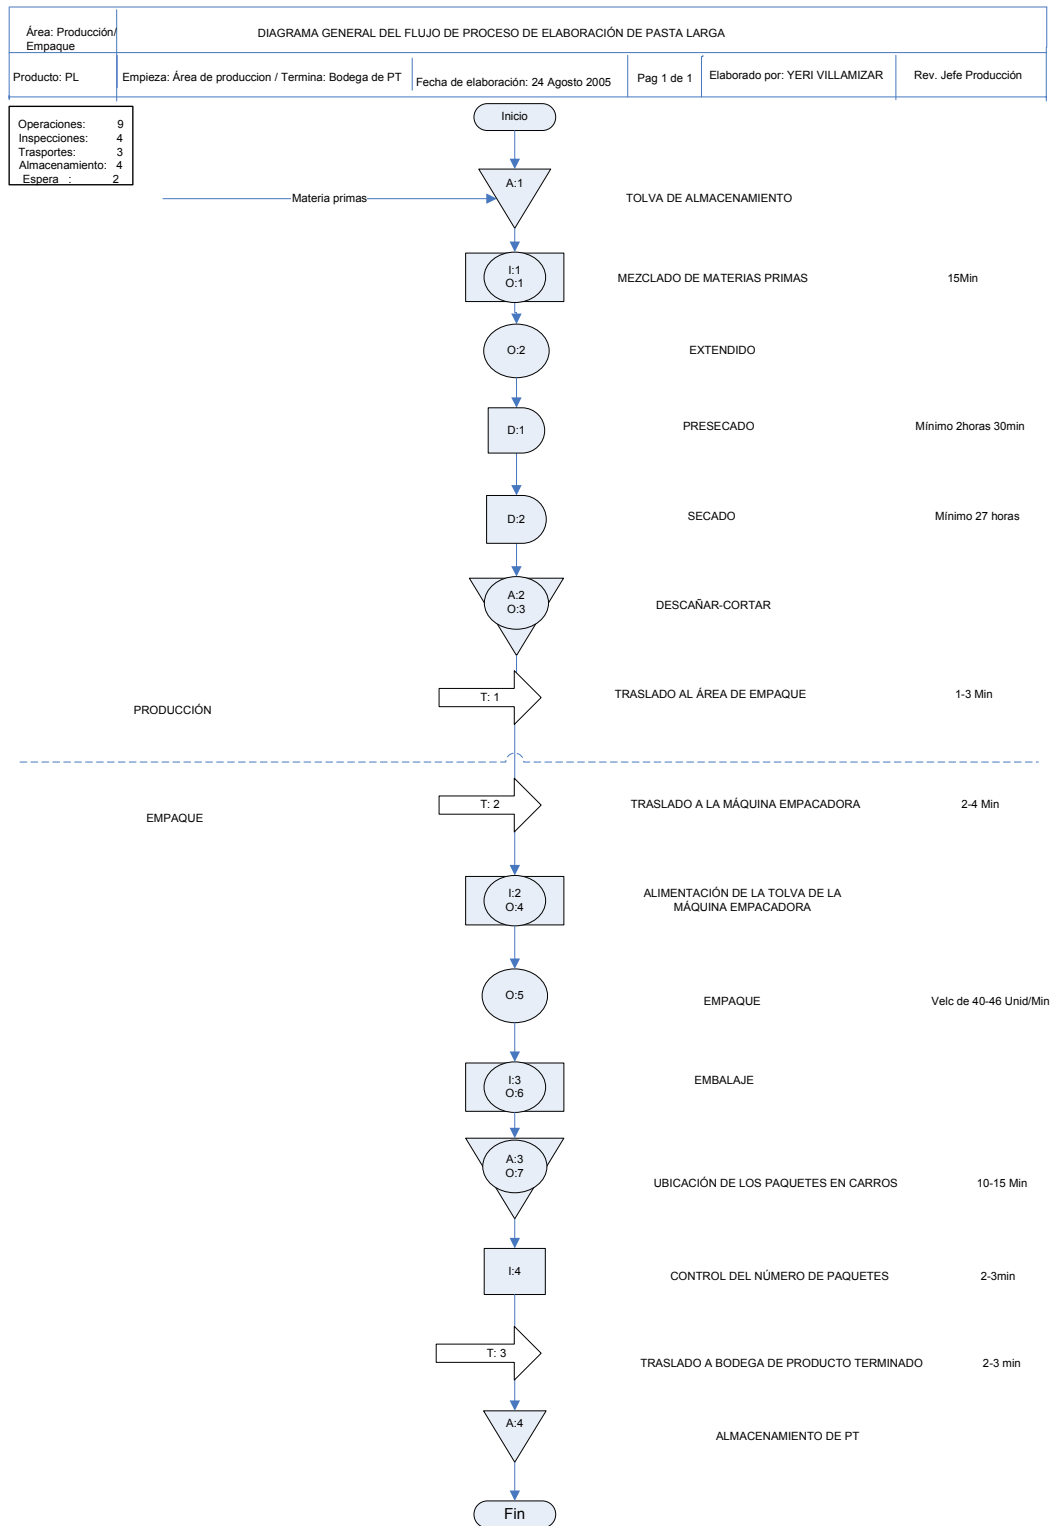 Área: Producción/
Empaque
DIAGRAMA GENERAL DEL FLUJO DE PROCESO DE ELABORACIÓN DE PASTA LARGA
Producto: PL
Empieza: Área de produccion / Termina: Bodega de PT
Fecha de elaboración: 24 Agosto 2005
Pag 1 de 1
Elaborado por: YERI VILLAMIZAR
Rev. Jefe Producción
Operaciones: 9
Inspecciones: 4
Trasportes: 3
Almacenamiento: 4
Espera : 2
Inicio
A:1
Materia primas
TOLVA DE ALMACENAMIENTO
I:1
O:1
MEZCLADO DE MATERIAS PRIMAS
15Min
O:2
EXTENDIDO
D:1
PRESECADO
Mínimo 2horas 30min
D:2
SECADO
Mínimo 27 horas
A:2
O:3
DESCAÑAR-CORTAR
T: 1
TRASLADO AL ÁREA DE EMPAQUE
1-3 Min
PRODUCCIÓN
EMPAQUE
T: 2
TRASLADO A LA MÁQUINA EMPACADORA
2-4 Min
I:2
O:4
ALIMENTACIÓN DE LA TOLVA DE LA
MÁQUINA EMPACADORA
O:5
EMPAQUE
Velc de 40-46 Unid/Min
I:3
O:6
EMBALAJE
A:3
O:7
UBICACIÓN DE LOS PAQUETES EN CARROS
10-15 Min
I:4
CONTROL DEL NÚMERO DE PAQUETES
2-3min
T: 3
TRASLADO A BODEGA DE PRODUCTO TERMINADO
2-3 min
A:4
ALMACENAMIENTO DE PT
Fin